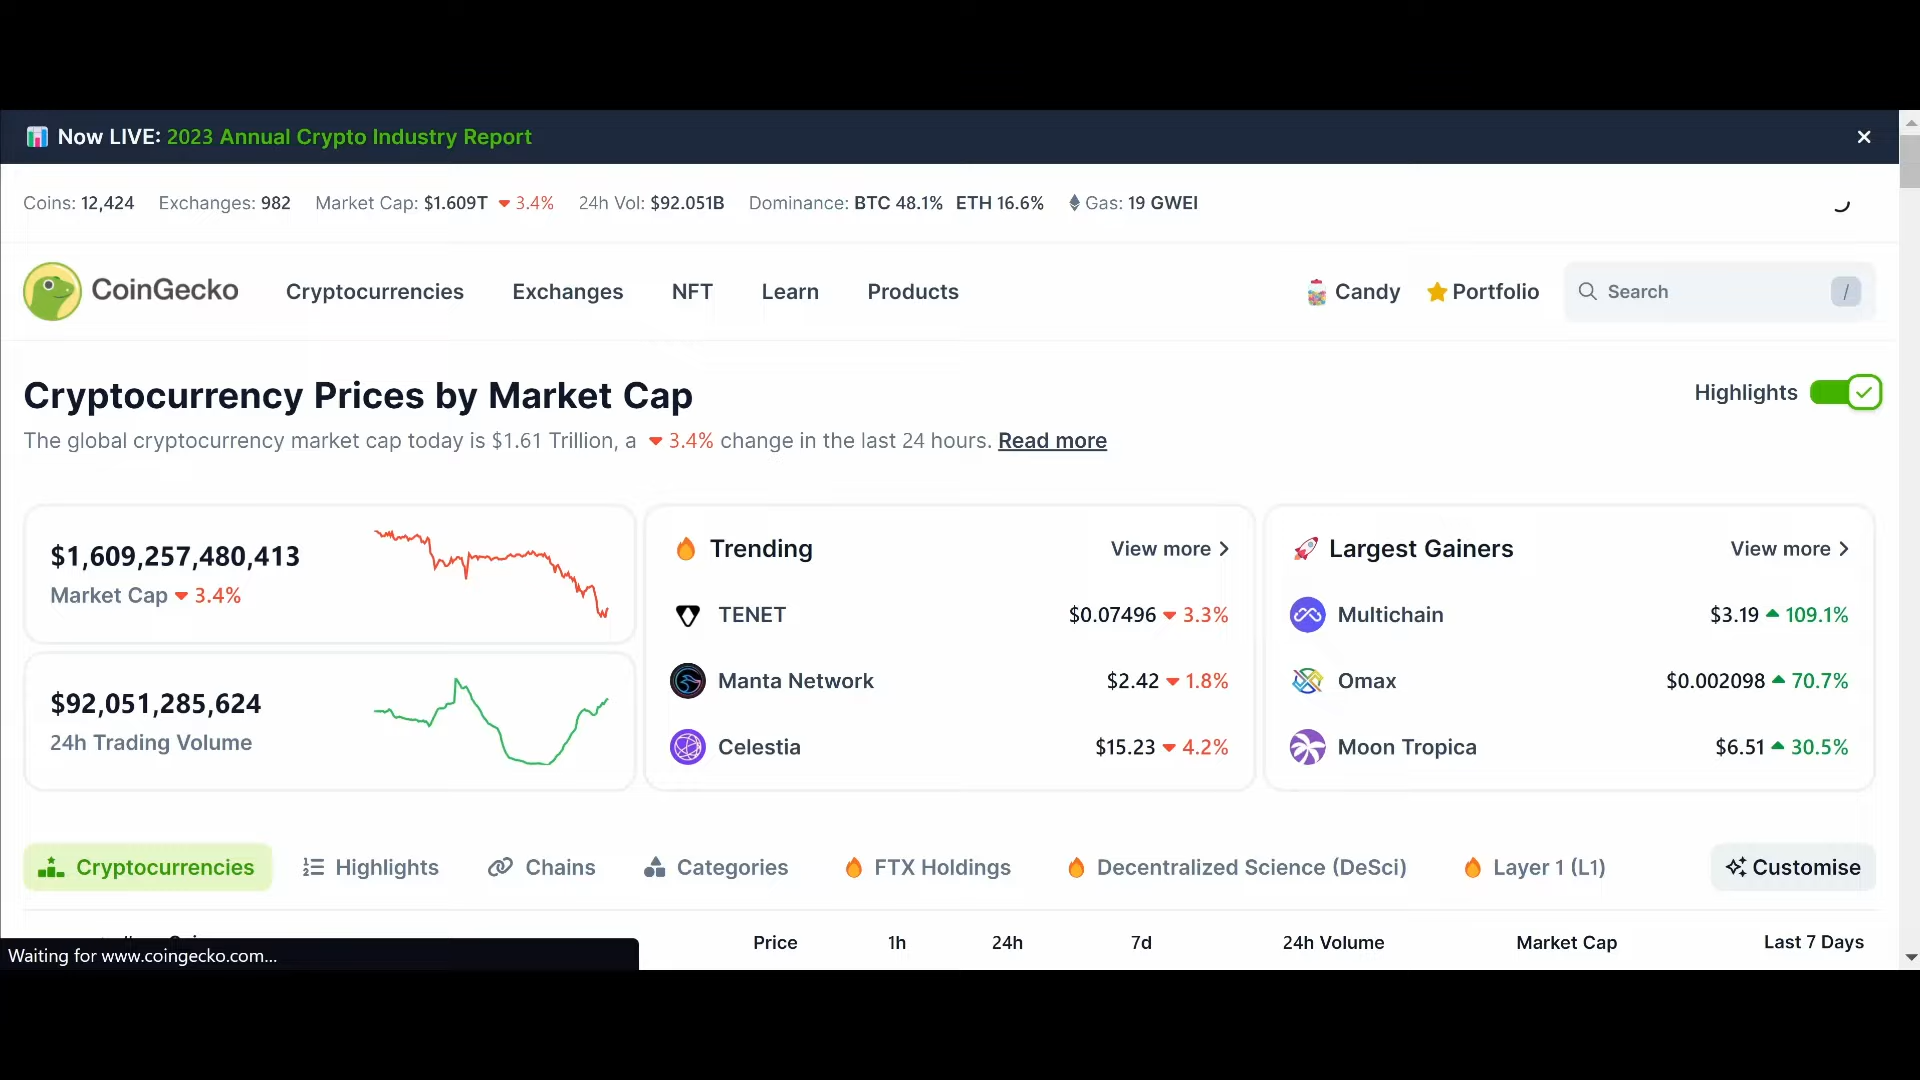 Now LIVE: 2023 Annual Crypto Industry Report
Coins: 12,424 Exchanges: 982 Market Cap: $1.609T 3.4% 24h Vol: $92.051B Dominance: BTC 48.1% ETH 16.6% Gas: 19 GWEI
CoinGecko Cryptocurrencies Exchanges NFT Learn Products Candy Portfolio Search /
Cryptocurrency Prices by Market Cap
Highlights
The global cryptocurrency market cap today is $1.61 Trillion, a 3.4% change in the last 24 hours. Read more
$1,609,257,480,413
Market Cap 3.4%
$92,051,285,624
24h Trading Volume
Trending View more
TENET $0.07496 3.3%
Manta Network $2.42 1.8%
Celestia $15.23 4.2%
Largest Gainers View more
Multichain $3.19 109.1%
Omax $0.002098 70.7%
Moon Tropica $6.51 30.5%
Cryptocurrencies Highlights Chains Categories FTX Holdings Decentralized Science (DeSci) Layer 1 (L1) Customise
Price 1h 24h 7d 24h Volume Market Cap Last 7 Days
Waiting for www.coingecko.com...